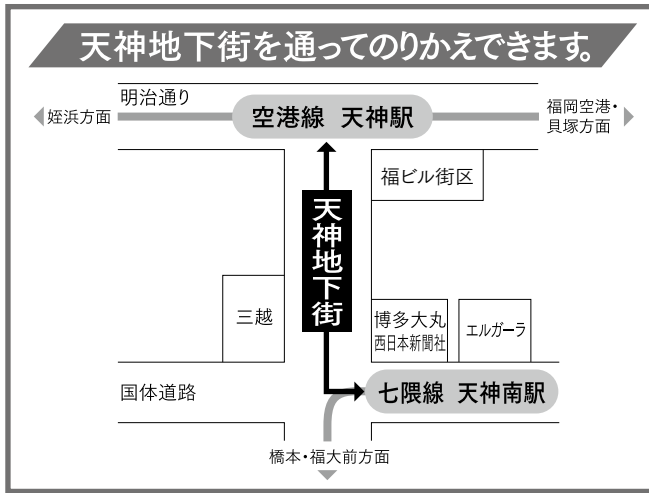 天神地下街を通ってのりかえできます。
明治通り
姪浜方面
空港線 天神駅
福岡空港・
貝塚方面
福ビル街区
天神地下街
三越
博多大丸
西日本新聞社
エルガーラ
国体道路
七隈線 天神南駅
橋本・福大前方面